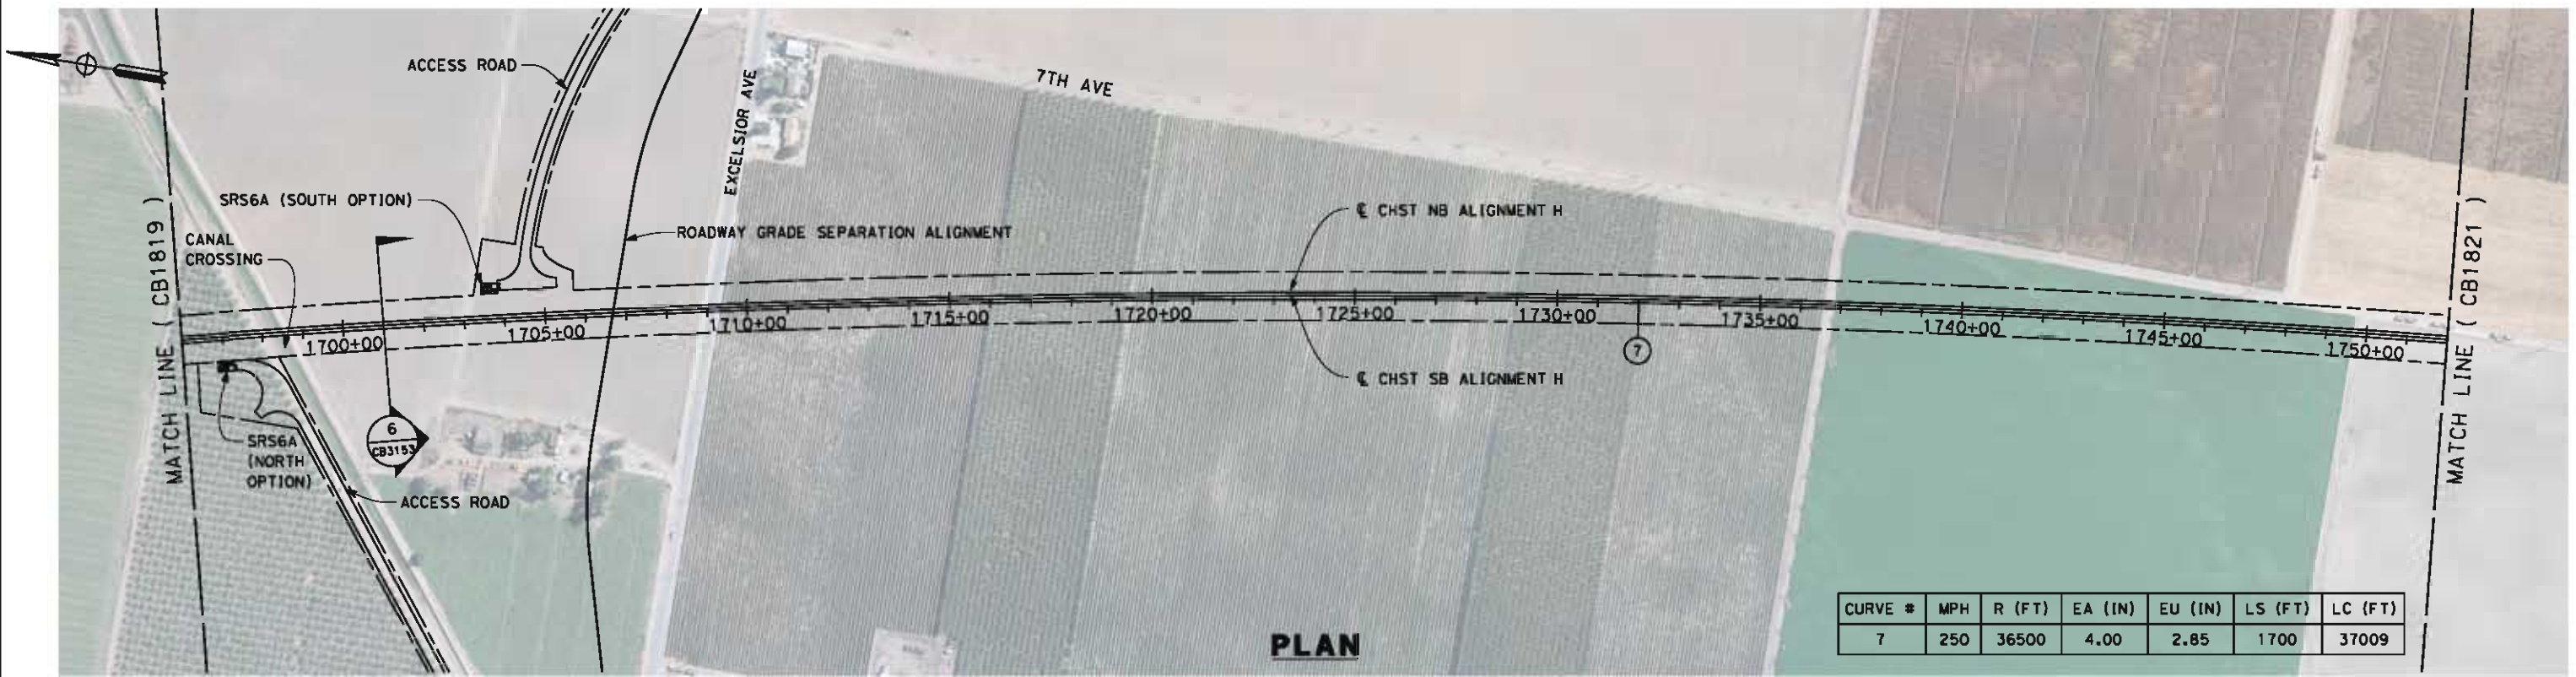 ACCESS ROAD
7TH AVE
EXCELSIOR AVE
SRS6A (SOUTH OPTION)
ROADWAY GRADE SEPARATION ALIGNMENT
℄ CHST NB ALIGNMENT H
MATCH LINE ( CB1819 )
CANAL
CROSSING
MATCH LINE ( CB1821 )
1700+00
1705+00
1710+00
1715+00
1720+00
1725+00
1730+00
1735+00
1740+00
1745+00
1750+00
7
℄ CHST SB ALIGNMENT H
6
CB3153
SRS6A
(NORTH
OPTION)
ACCESS ROAD
PLAN
CURVE # MPH R (FT) EA (IN) EU (IN) LS (FT) LC (FT)
7 250 36500 4.00 2.85 1700 37009